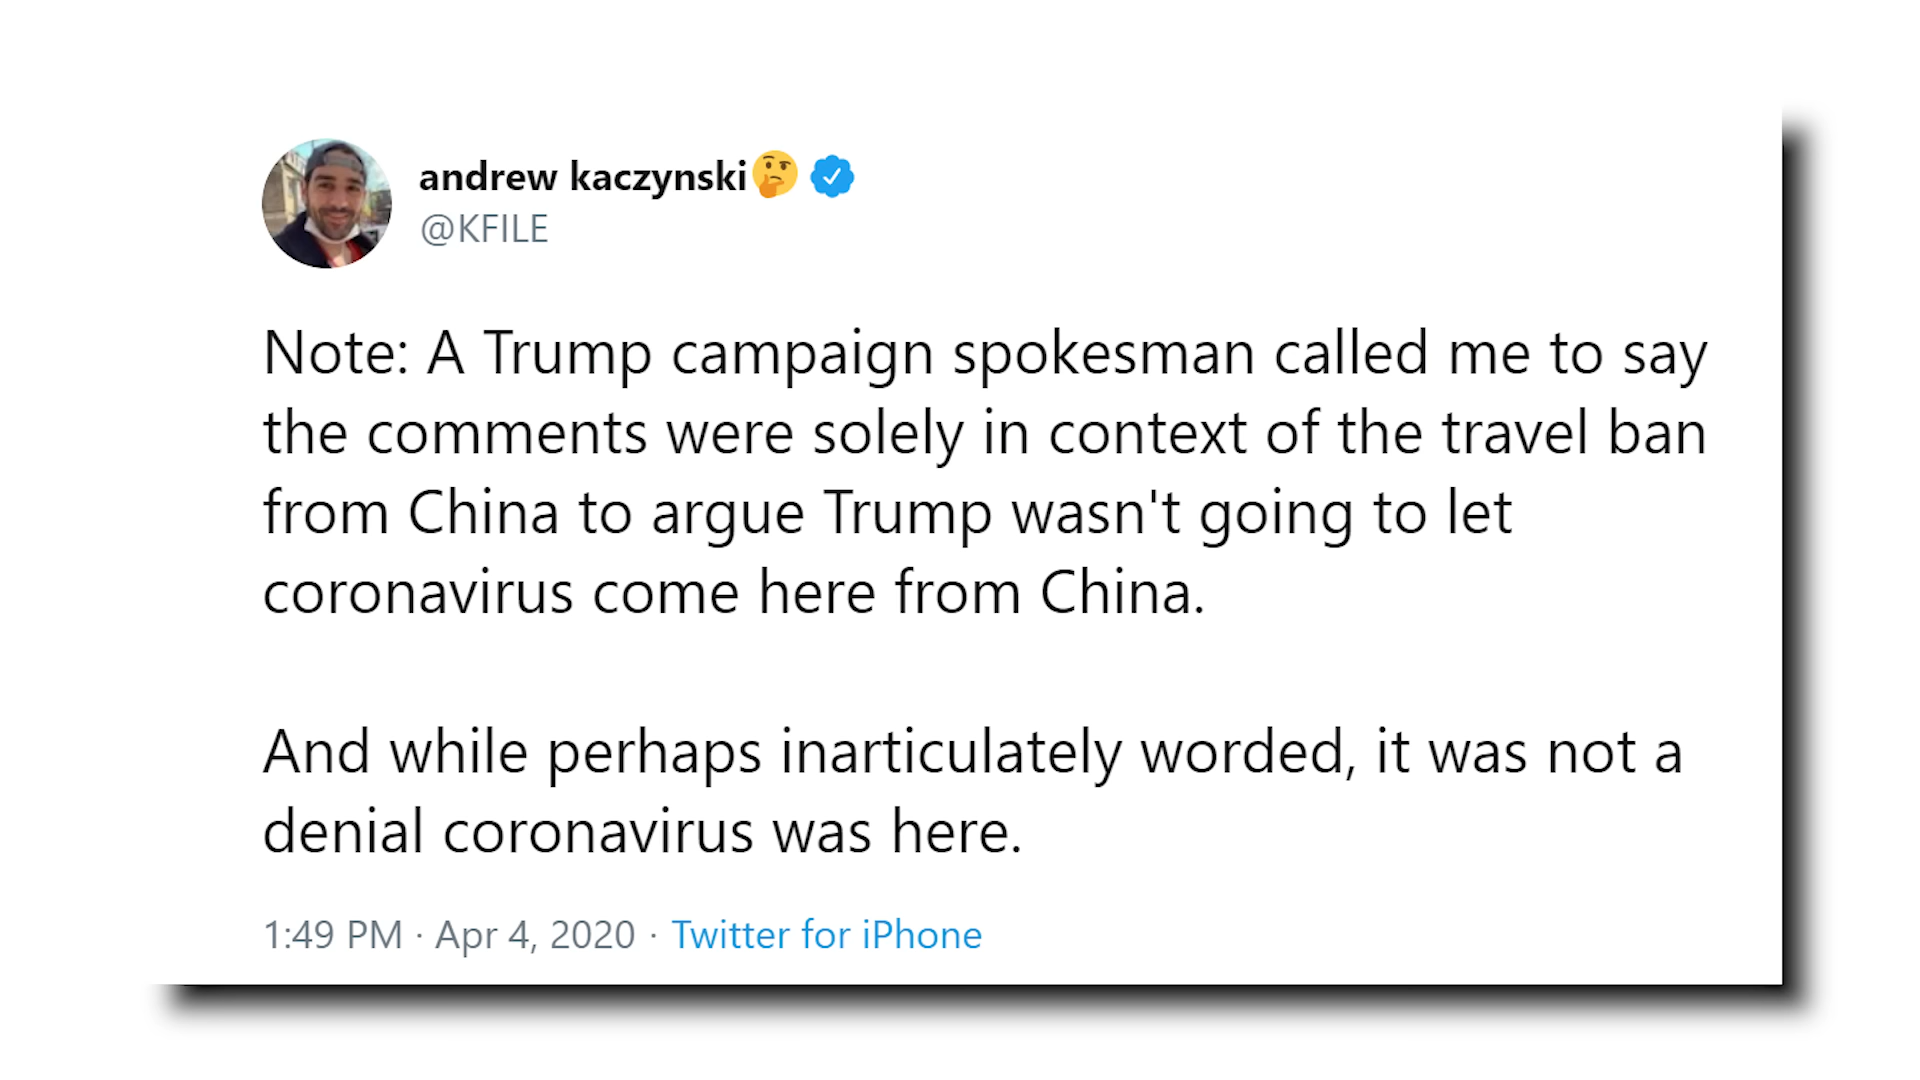 andrew kaczynski🤔
@KFILE
Note: A Trump campaign spokesman called me to say
the comments were solely in context of the travel ban
from China to argue Trump wasn't going to let
coronavirus come here from China.
And while perhaps inarticulately worded, it was not a
denial coronavirus was here.
1:49 PM · Apr 4, 2020 · Twitter for iPhone